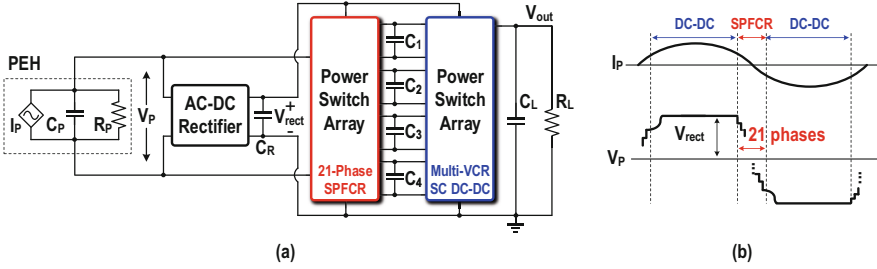 PEH
I_P
C_P
R_P
V_P
AC-DC
Rectifier
+
V_rect
-
C_R
Power
Switch
Array
21-Phase
SPFCR
C_1
C_2
C_3
C_4
Power
Switch
Array
Multi-VCR
SC DC-DC
V_out
C_L
R_L
(a)
DC-DC SPFCR DC-DC
I_P
V_rect
21 phases
V_P
(b)